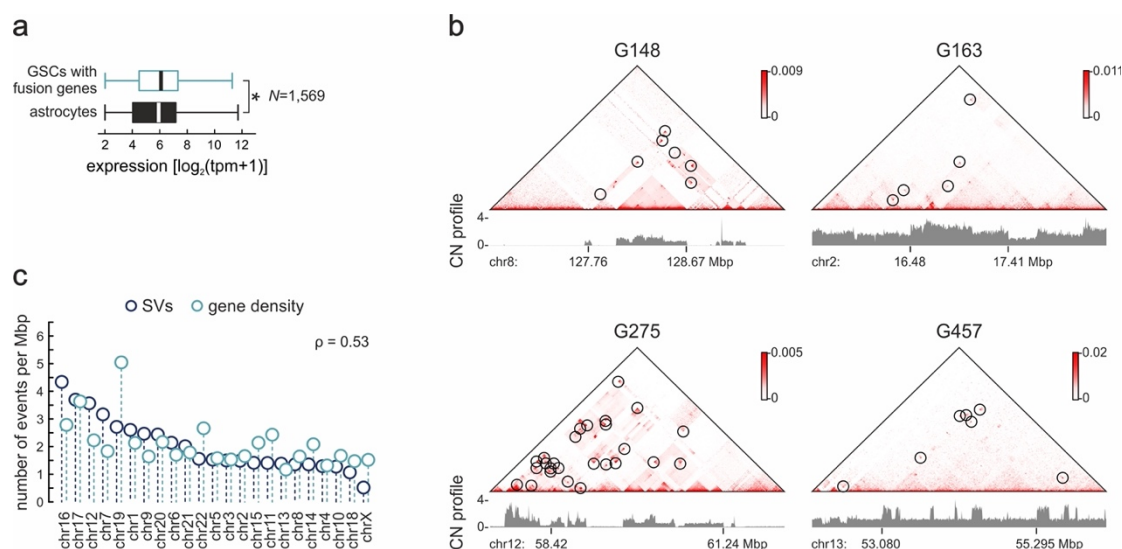 a
GSCs with
fusion genes
astrocytes
* N=1,569
2 4 6 8 10 12
expression [log2(tpm+1)]
b
G148
0.009
0
CN profile
4
0
chr8: 127.76 128.67 Mbp
G163
0.011
0
chr2: 16.48 17.41 Mbp
G275
0.005
0
CN profile
4
0
chr12: 58.42 61.24 Mbp
G457
0.02
0
chr13: 53.080 55.295 Mbp
c
SVs gene density
ρ = 0.53
number of events per Mbp
6
5
4
3
2
1
0
chr16
chr17
chr12
chr7
chr19
chr1
chr9
chr20
chr6
chr21
chr22
chr5
chr3
chr2
chr15
chr11
chr13
chr8
chr14
chr4
chr10
chr18
chrX